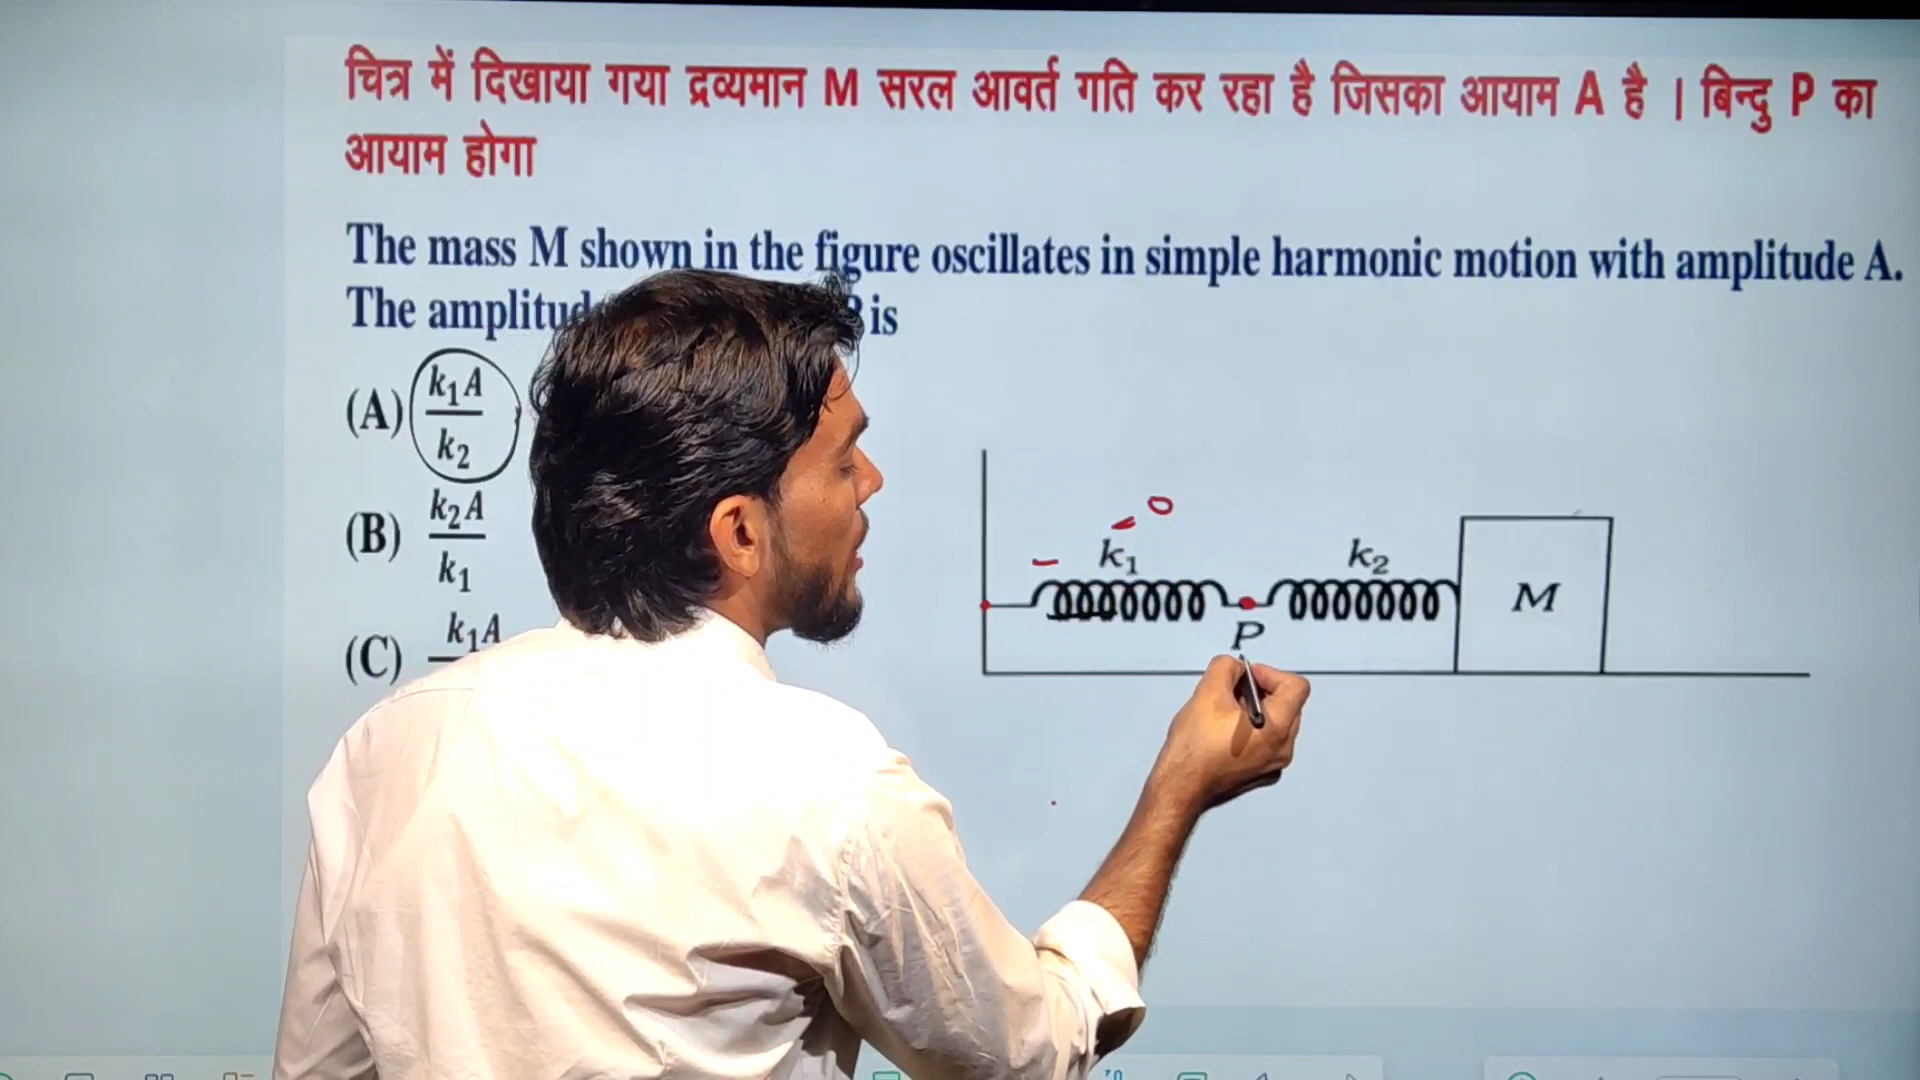 चित्र में दिखाया गया द्रव्यमान M सरल आवर्त गति कर रहा है जिसका आयाम A है । बिन्दु P का
आयाम होगा
The mass M shown in the figure oscillates in simple harmonic motion with amplitude A.
The is
(A) k₁A
k₂
(B) k₂A
k₁
(C) k₁A
k₁
k₂
P
M